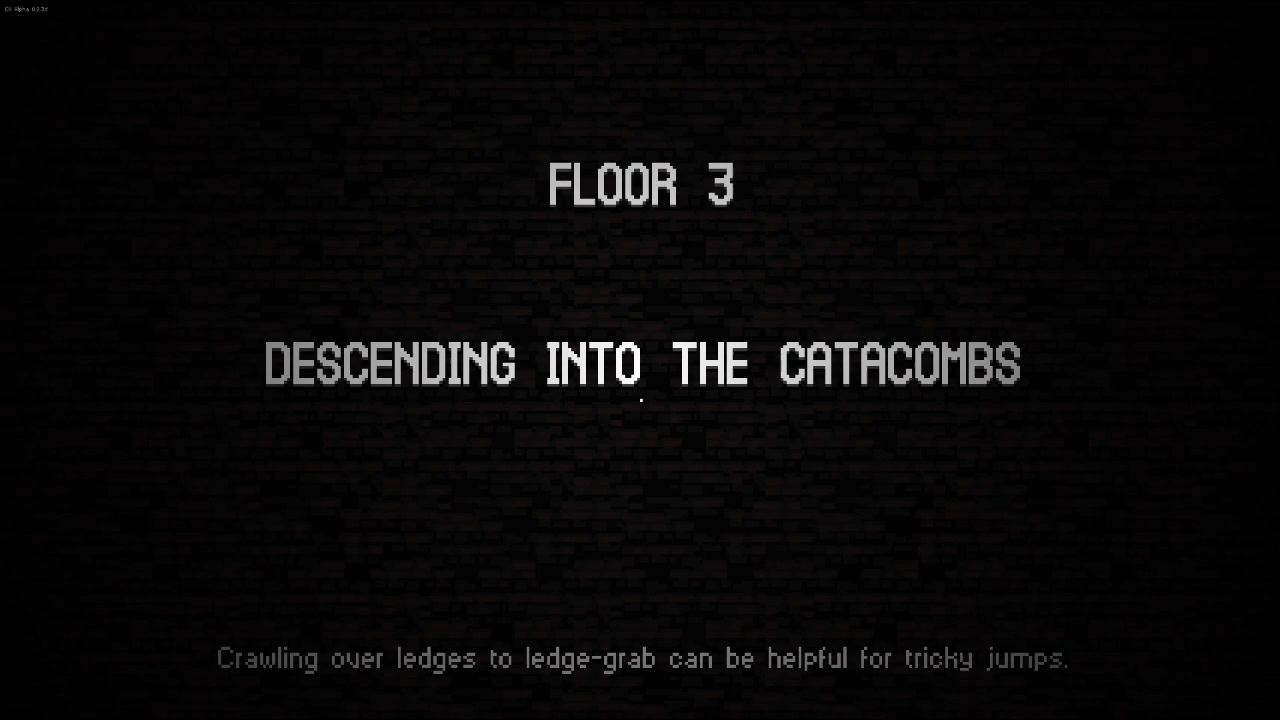 FLOOR 3
DESCENDING INTO THE CATACOMBS
Crawling over ledges to ledge-grab can be helpful for tricky jumps.